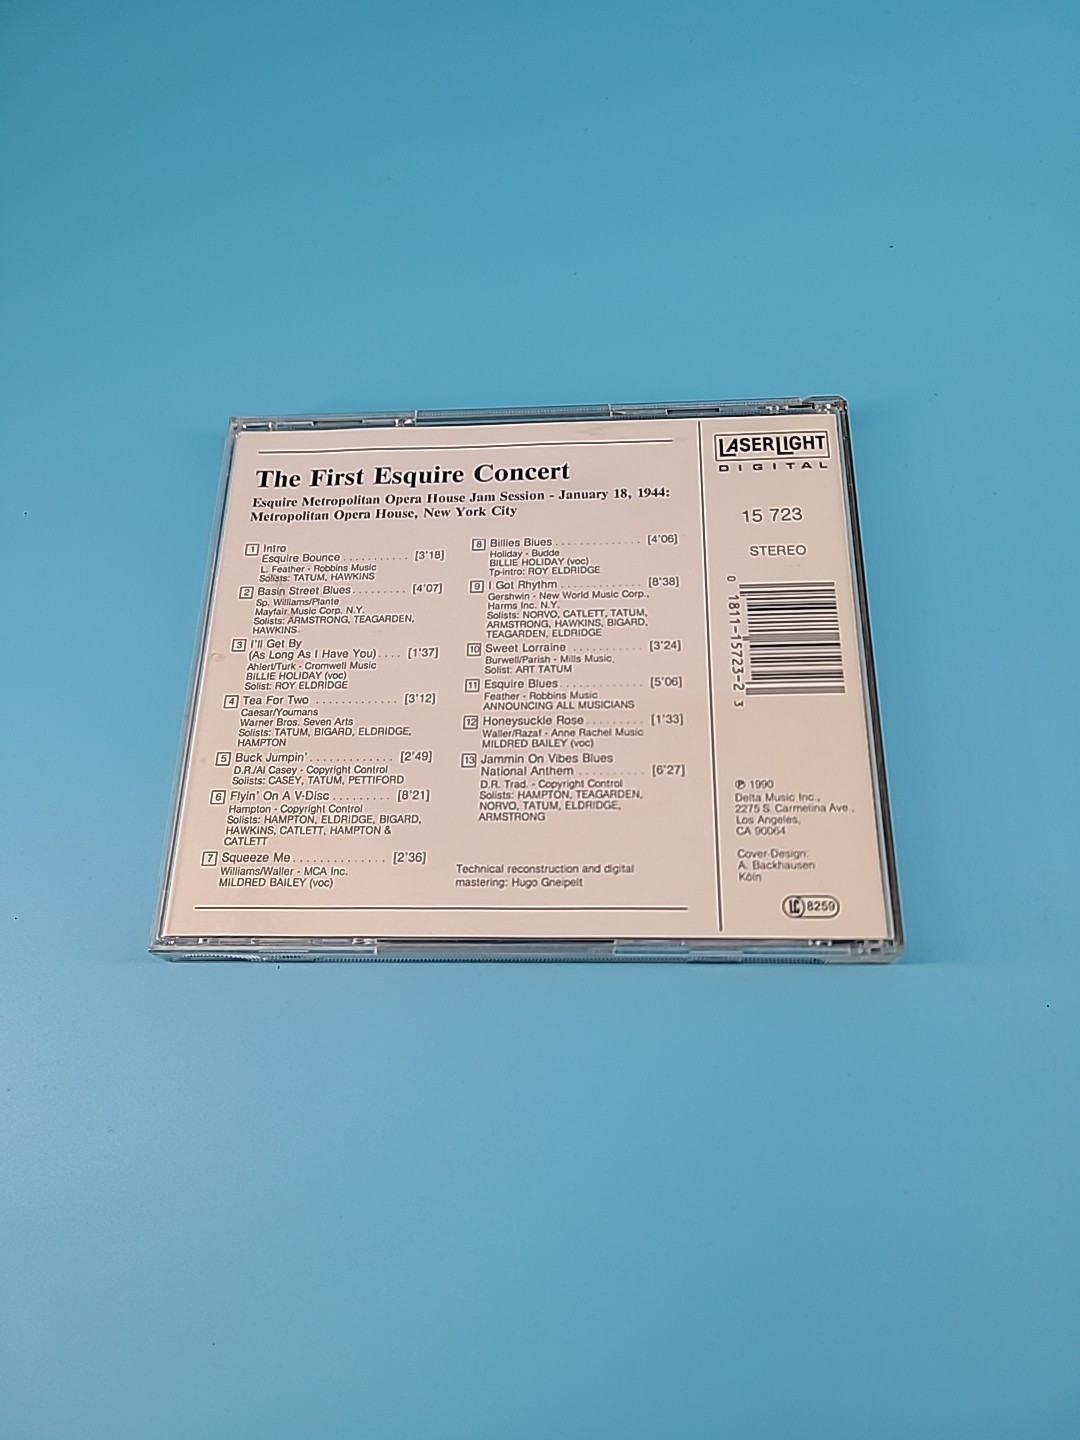 The First Esquire Concert
Esquire Metropolitan Opera House Jam Session - January 18, 1944:
Metropolitan Opera House, New York City
1 Intro
Esquire Bounce . . . . . . . . . . [3'18]
L. Feather - Robbins Music
Solists: TATUM, HAWKINS
2 Basin Street Blues . . . . . . . . . [4'07]
Sp. Williams/Plante
Mayfair Music Corp. N.Y.
Solists: ARMSTRONG, TEAGARDEN,
HAWKINS
3 I'll Get By
(As Long As I Have You) . . . . [1'37]
Ahlert/Turk - Cromwell Music
BILLIE HOLIDAY (voc)
Solist: ROY ELDRIDGE
4 Tea For Two . . . . . . . . . . . . . [3'12]
Caesar/Youmans
Warner Bros. Seven Arts
Solists: TATUM, BIGARD, ELDRIDGE,
HAMPTON
5 Buck Jumpin' . . . . . . . . . . . . . [2'49]
D.R./Al Casey - Copyright Control
Solists: CASEY, TATUM, PETTIFORD
6 Flyin' On A V-Disc . . . . . . . . . [8'21]
Hampton - Copyright Control
Solists: HAMPTON, ELDRIDGE, BIGARD,
HAWKINS, CATLETT, HAMPTON &
CATLETT
7 Squeeze Me . . . . . . . . . . . . . . [2'36]
Williams/Waller - MCA Inc.
MILDRED BAILEY (voc)
8 Billies Blues . . . . . . . . . . . . . [4'06]
Holiday - Budde
BILLIE HOLIDAY (voc)
Tp-intro: ROY ELDRIDGE
9 I Got Rhythm . . . . . . . . . . . . . [8'38]
Gershwin - New World Music Corp.,
Harms Inc. N.Y.
Solists: NORVO, CATLETT, TATUM,
ARMSTRONG, HAWKINS, BIGARD,
TEAGARDEN, ELDRIDGE
10 Sweet Lorraine . . . . . . . . . . . . [3'24]
Burwell/Parish - Mills Music,
Solist: ART TATUM
11 Esquire Blues . . . . . . . . . . . . . [5'06]
Feather - Robbins Music
ANNOUNCING ALL MUSICIANS
12 Honeysuckle Rose . . . . . . . . . [1'33]
Waller/Razaf - Anne Rachel Music
MILDRED BAILEY (voc)
13 Jammin On Vibes Blues
National Anthem . . . . . . . . . . [6'27]
D.R. Trad. - Copyright Control
Solists: HAMPTON, TEAGARDEN,
NORVO, TATUM, ELDRIDGE,
ARMSTRONG
Technical reconstruction and digital
mastering: Hugo Gneipelt
LASERLIGHT
DIGITAL
15 723
STEREO
0 1811-15723-2 3
℗ 1990
Delta Music Inc.,
2275 S. Carmelina Ave.,
Los Angeles,
CA 90064
Cover-Design:
A. Backhausen
Köln
LC 8259